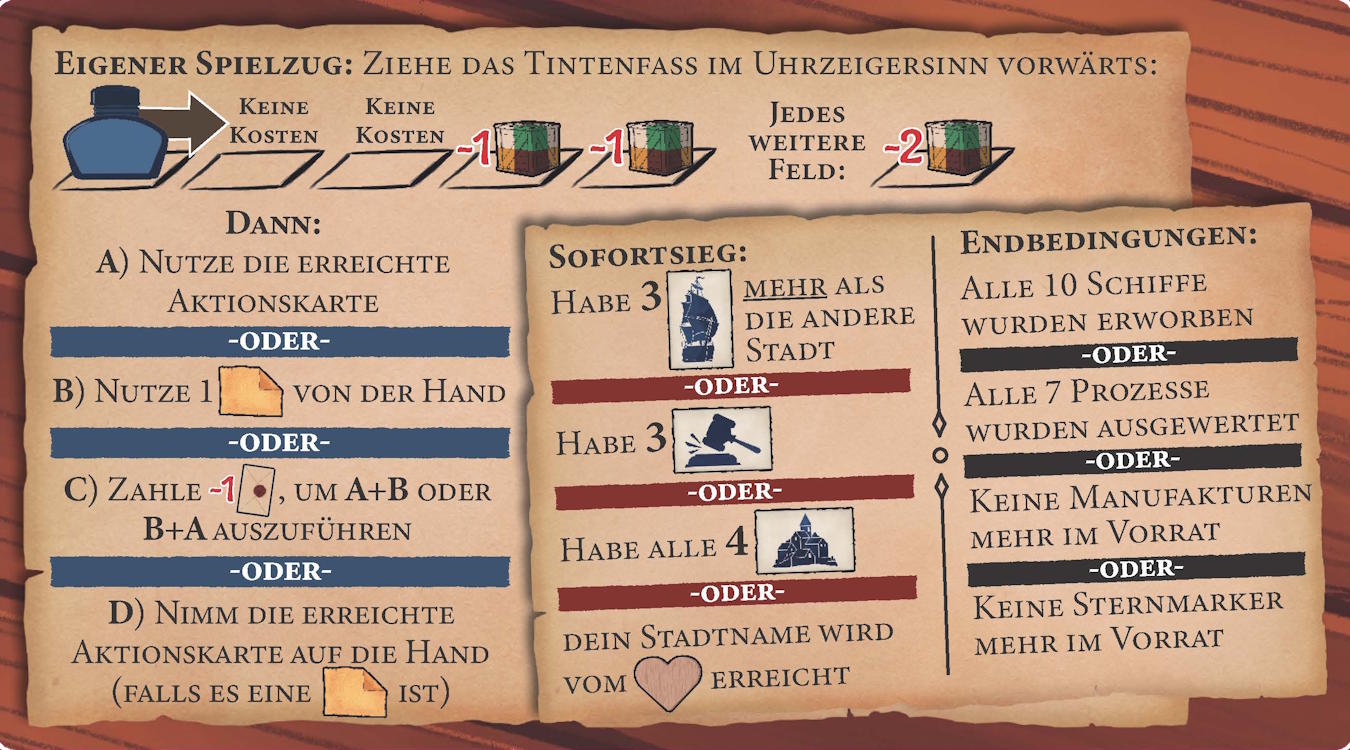 Eigener Spielzug: Ziehe das Tintenfass im Uhrzeigersinn vorwärts:
Keine Kosten
Keine Kosten
-1
-1
Jedes weitere Feld:
-2
Dann:
A) Nutze die erreichte
Aktionskarte
-ODER-
B) Nutze 1 von der Hand
-ODER-
C) Zahle -1, um A+B oder
B+A auszuführen
-ODER-
D) Nimm die erreichte
Aktionskarte auf die Hand
(falls es eine ist)
Sofortsieg:
Habe 3 mehr als
die andere
Stadt
-ODER-
Habe 3
-ODER-
Habe alle 4
-ODER-
dein Stadtname wird
vom erreicht
Endbedingungen:
Alle 10 Schiffe
wurden erworben
-ODER-
Alle 7 Prozesse
wurden ausgewertet
-ODER-
Keine Manufakturen
mehr im Vorrat
-ODER-
Keine Sternmarker
mehr im Vorrat